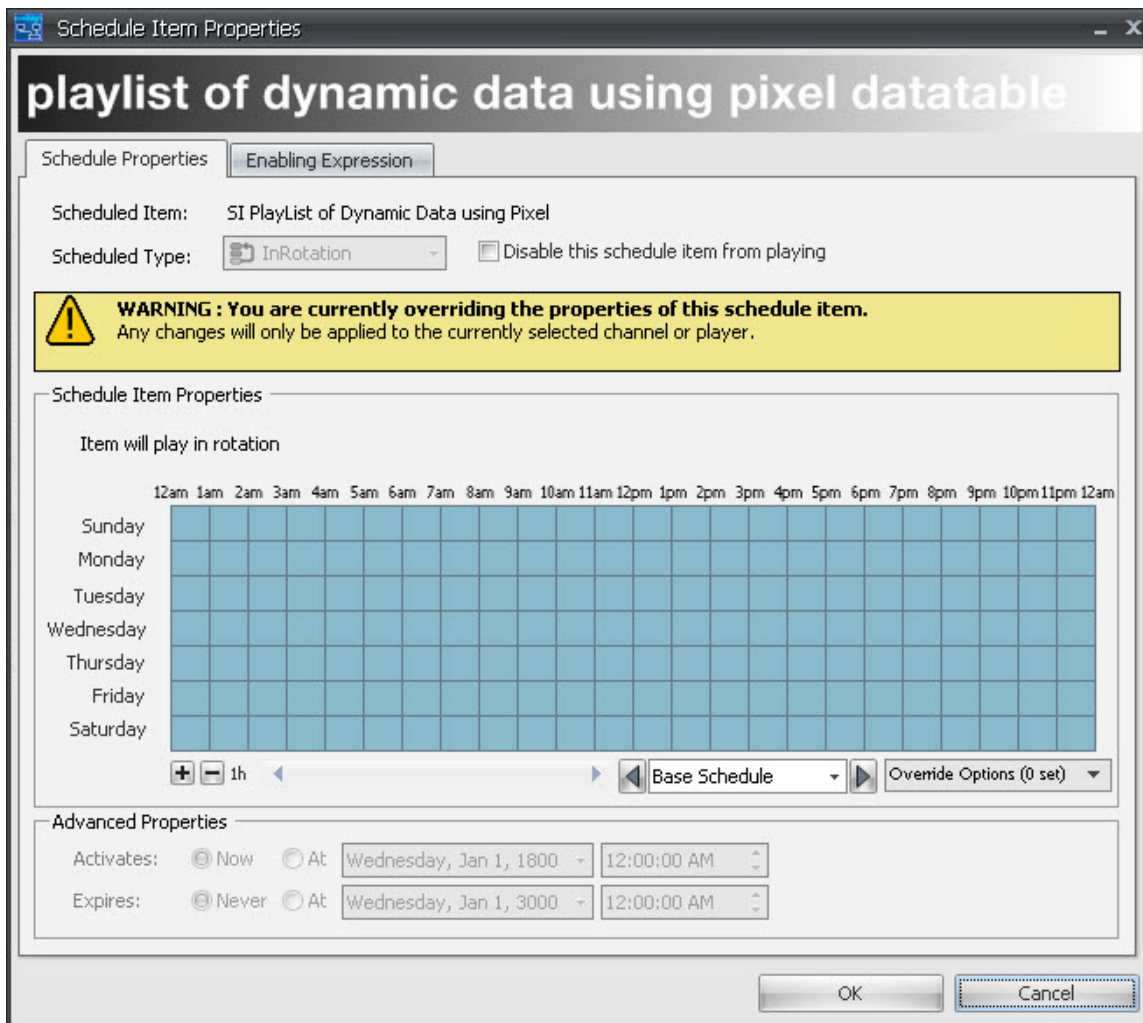 Schedule Item Properties
playlist of dynamic data using pixel datatable
Schedule Properties Enabling Expression
Scheduled Item: SI PlayList of Dynamic Data using Pixel
Scheduled Type: InRotation Disable this schedule item from playing
WARNING : You are currently overriding the properties of this schedule item.
Any changes will only be applied to the currently selected channel or player.
Schedule Item Properties
Item will play in rotation
12am 1am 2am 3am 4am 5am 6am 7am 8am 9am 10am 11am 12pm 1pm 2pm 3pm 4pm 5pm 6pm 7pm 8pm 9pm 10pm 11pm 12am
Sunday
Monday
Tuesday
Wednesday
Thursday
Friday
Saturday
1h Base Schedule Override Options (0 set)
Advanced Properties
Activates: Now At Wednesday, Jan 1, 1800 12:00:00 AM
Expires: Never At Wednesday, Jan 1, 3000 12:00:00 AM
OK Cancel